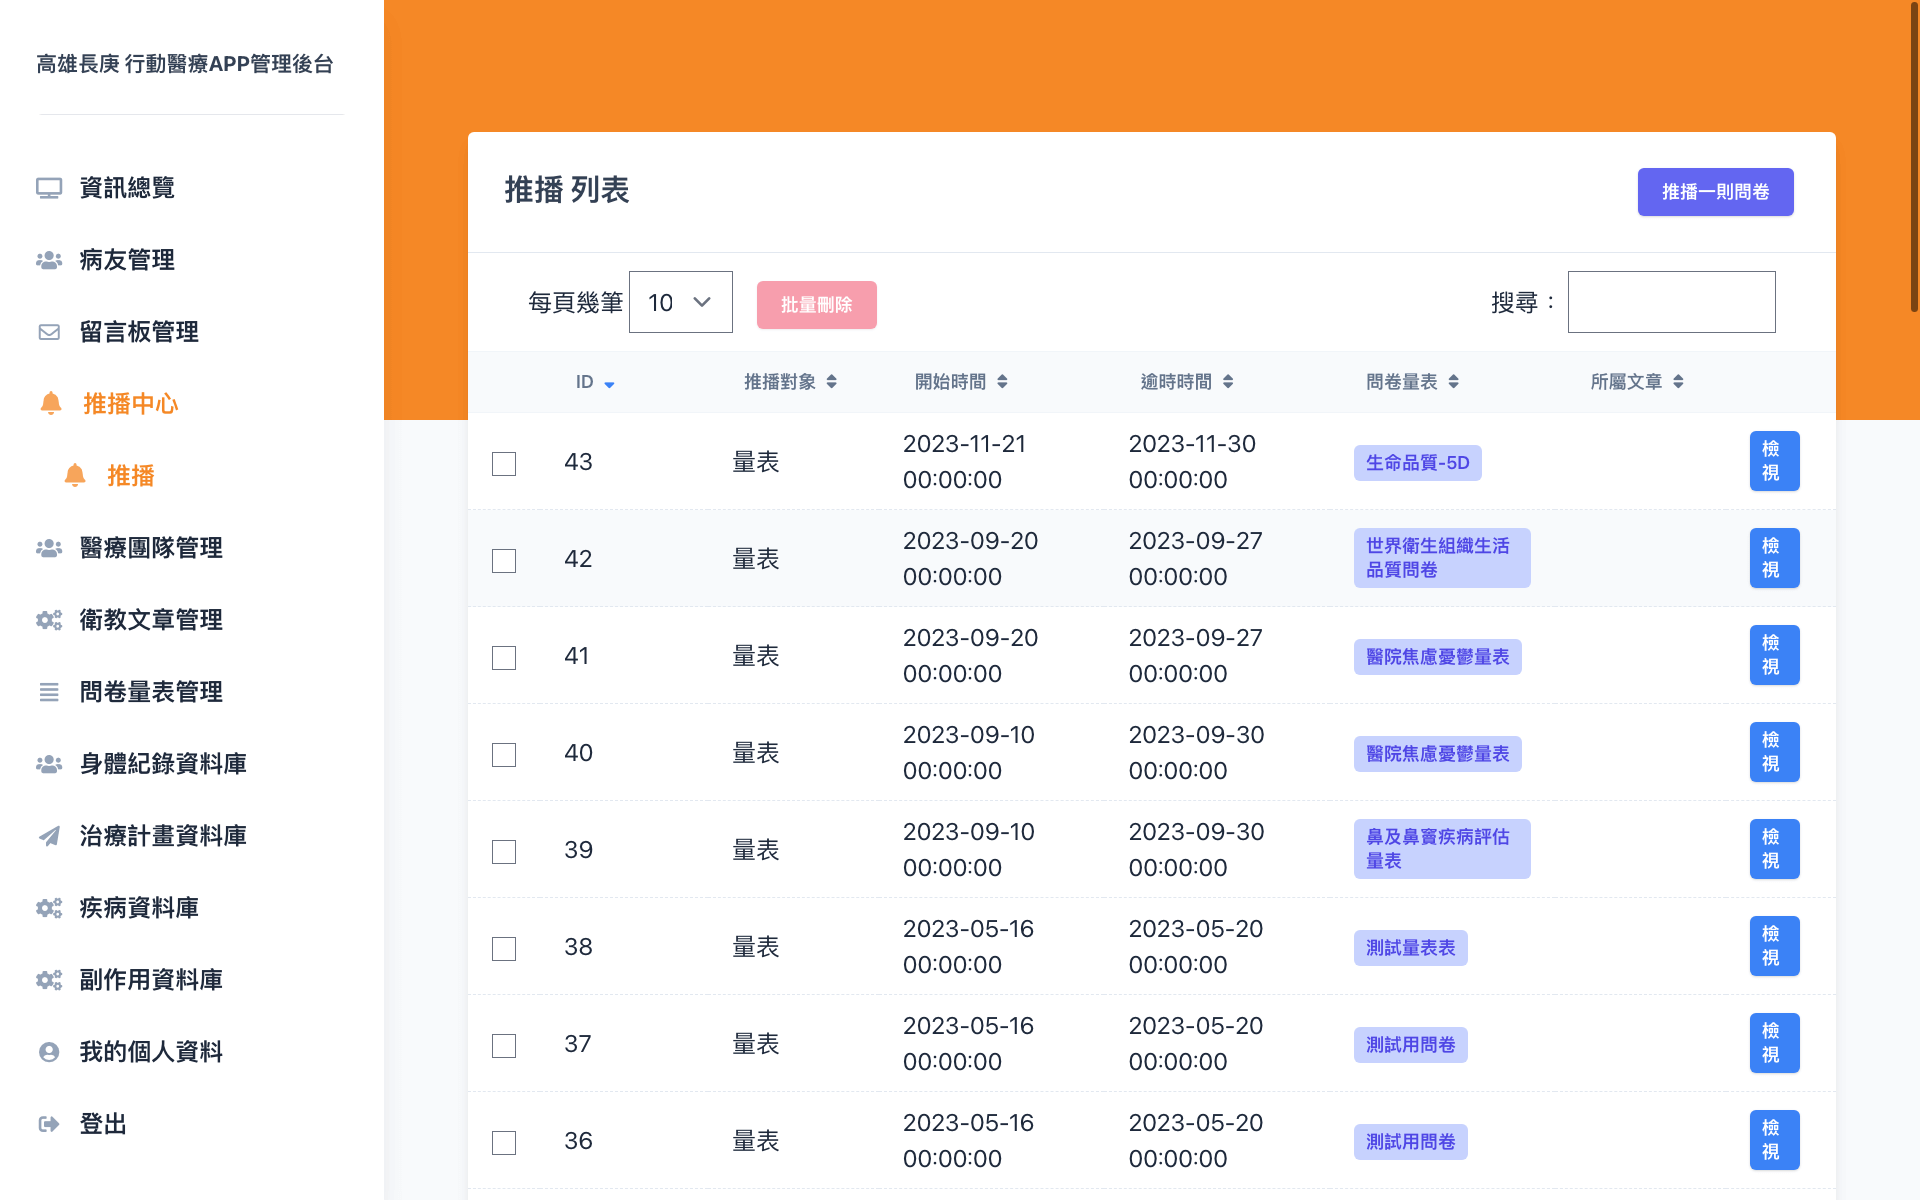 高雄長庚 行動醫療APP管理後台
資訊總覽
病友管理
留言板管理
推播中心
推播
醫療團隊管理
衛教文章管理
問卷量表管理
身體紀錄資料庫
治療計畫資料庫
疾病資料庫
副作用資料庫
我的個人資料
登出
推播 列表
推播一則問卷
每頁幾筆 10 批量刪除 搜尋：
ID 推播對象 開始時間 逾時時間 問卷量表 所屬文章
43 量表 2023-11-21 00:00:00 2023-11-30 00:00:00 生命品質-5D 檢視
42 量表 2023-09-20 00:00:00 2023-09-27 00:00:00 世界衛生組織生活品質問卷 檢視
41 量表 2023-09-20 00:00:00 2023-09-27 00:00:00 醫院焦慮憂鬱量表 檢視
40 量表 2023-09-10 00:00:00 2023-09-30 00:00:00 醫院焦慮憂鬱量表 檢視
39 量表 2023-09-10 00:00:00 2023-09-30 00:00:00 鼻及鼻竇疾病評估量表 檢視
38 量表 2023-05-16 00:00:00 2023-05-20 00:00:00 測試量表表 檢視
37 量表 2023-05-16 00:00:00 2023-05-20 00:00:00 測試用問卷 檢視
36 量表 2023-05-16 00:00:00 2023-05-20 00:00:00 測試用問卷 檢視